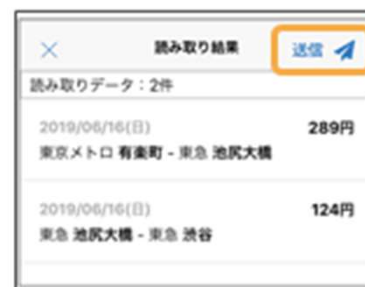 読み取り結果
送信
読み取りデータ：2件
2019/06/16(日)
289円
東京メトロ 有楽町 - 東急 池尻大橋
2019/06/16(日)
124円
東急 池尻大橋 - 東急 渋谷